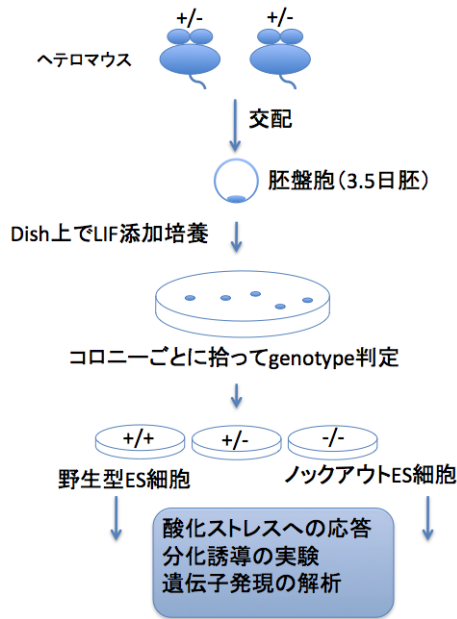 +/- +/-
ヘテロマウス
交配
胚盤胞（3.5日胚）
Dish上でLIF添加培養
コロニーごとに拾ってgenotype判定
+/+ +/- -/-
野生型ES細胞 ノックアウトES細胞
酸化ストレスへの応答
分化誘導の実験
遺伝子発現の解析